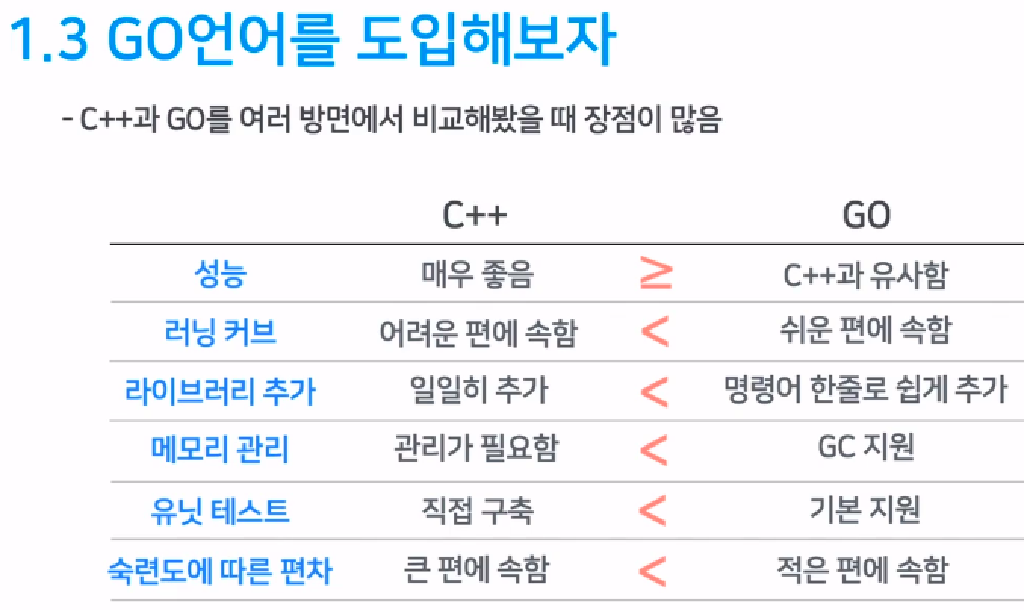 1.3 GO언어를 도입해보자
- C++과 GO를 여러 방면에서 비교해봤을 때 장점이 많음
C++ GO
성능 매우 좋음 ≥ C++과 유사함
러닝 커브 어려운 편에 속함 < 쉬운 편에 속함
라이브러리 추가 일일히 추가 < 명령어 한줄로 쉽게 추가
메모리 관리 관리가 필요함 < GC 지원
유닛 테스트 직접 구축 < 기본 지원
숙련도에 따른 편차 큰 편에 속함 < 적은 편에 속함